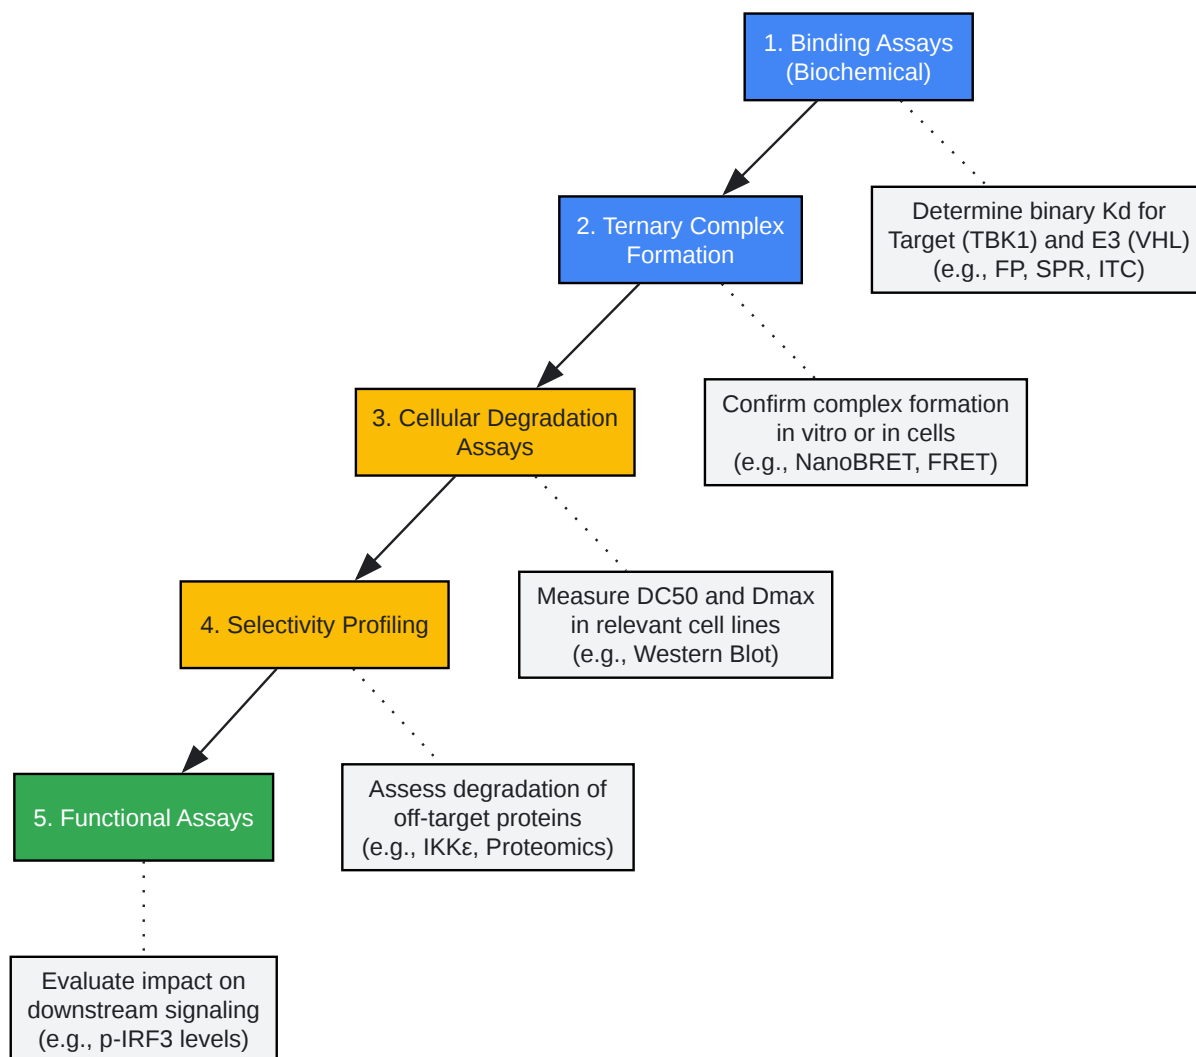 1. Binding Assays
(Biochemical)
Determine binary Kd for
Target (TBK1) and E3 (VHL)
(e.g., FP, SPR, ITC)
2. Ternary Complex
Formation
Confirm complex formation
in vitro or in cells
(e.g., NanoBRET, FRET)
3. Cellular Degradation
Assays
Measure DC50 and Dmax
in relevant cell lines
(e.g., Western Blot)
4. Selectivity Profiling
Assess degradation of
off-target proteins
(e.g., IKKε, Proteomics)
5. Functional Assays
Evaluate impact on
downstream signaling
(e.g., p-IRF3 levels)